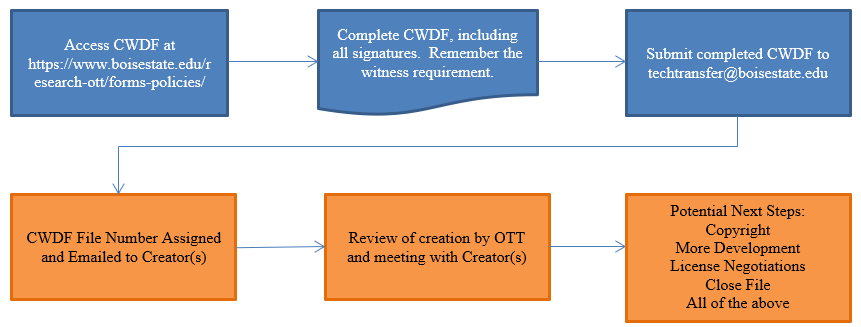 Access CWDF at
https://www.boisestate.edu/r
esearch-ott/forms-policies/
Complete CWDF, including
all signatures.  Remember the
witness requirement.
Submit completed CWDF to
techtransfer@boisestate.edu
CWDF File Number Assigned
and Emailed to Creator(s)
Review of creation by OTT
and meeting with Creator(s)
Potential Next Steps:
Copyright
More Development
License Negotiations
Close File
All of the above